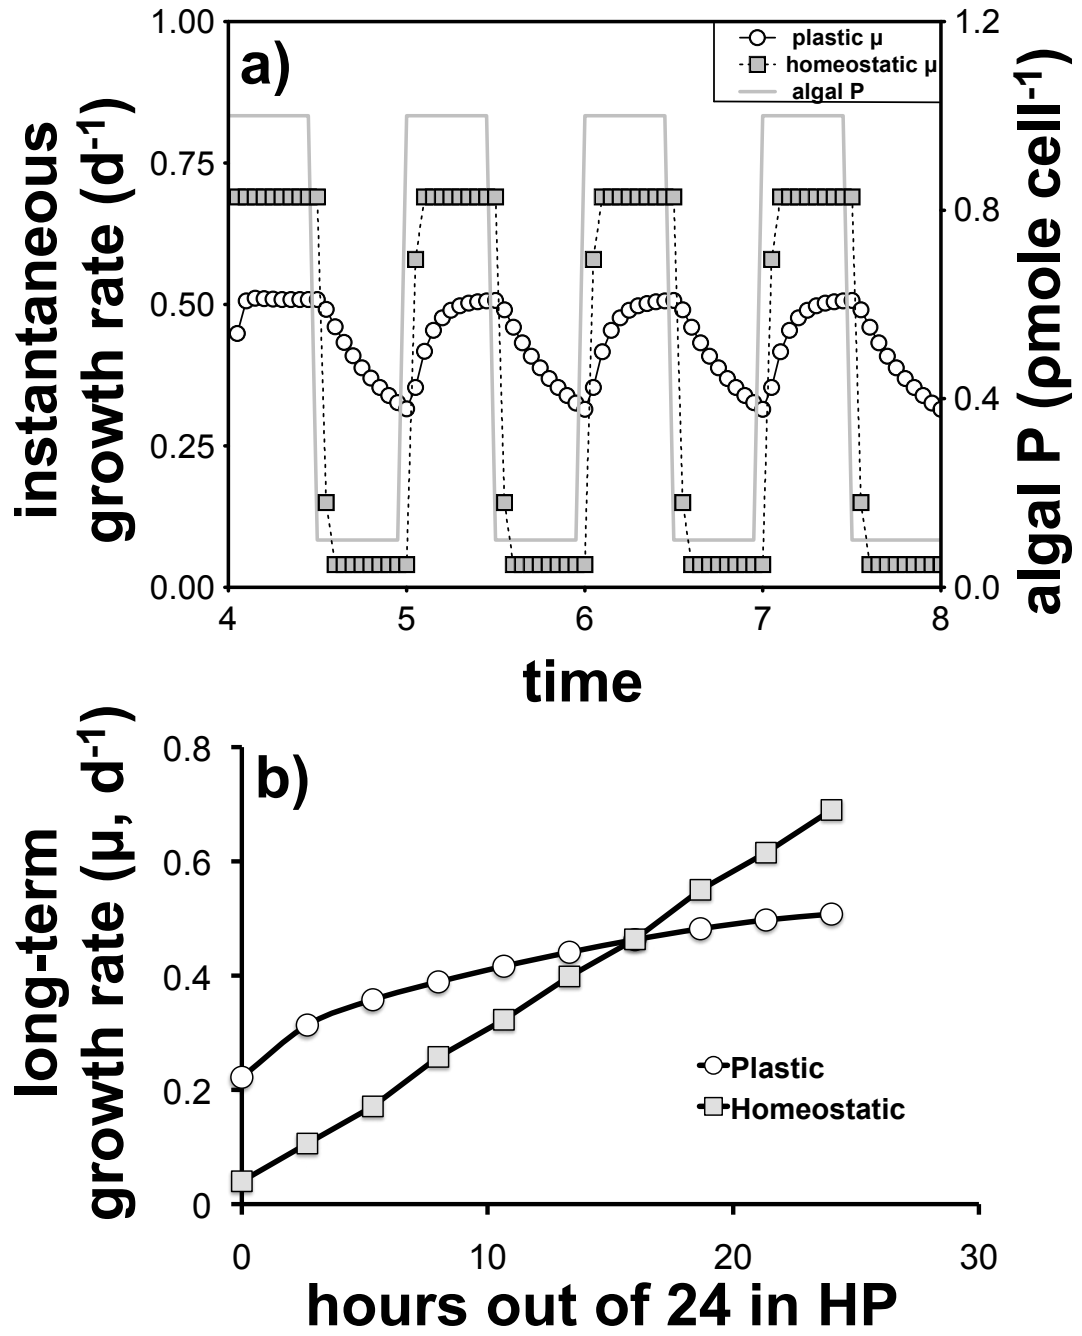 a)
plastic µ
homeostatic µ
algal P
1.00
0.75
0.50
0.25
0.00
instantaneous
growth rate (d-1)
1.2
0.8
0.4
0.0
algal P (ρmole cell-1)
4 5 6 7 8
time
b)
0.8
0.6
0.4
0.2
0
long-term
growth rate (µ, d-1)
Plastic
Homeostatic
0 10 20 30
hours out of 24 in HP